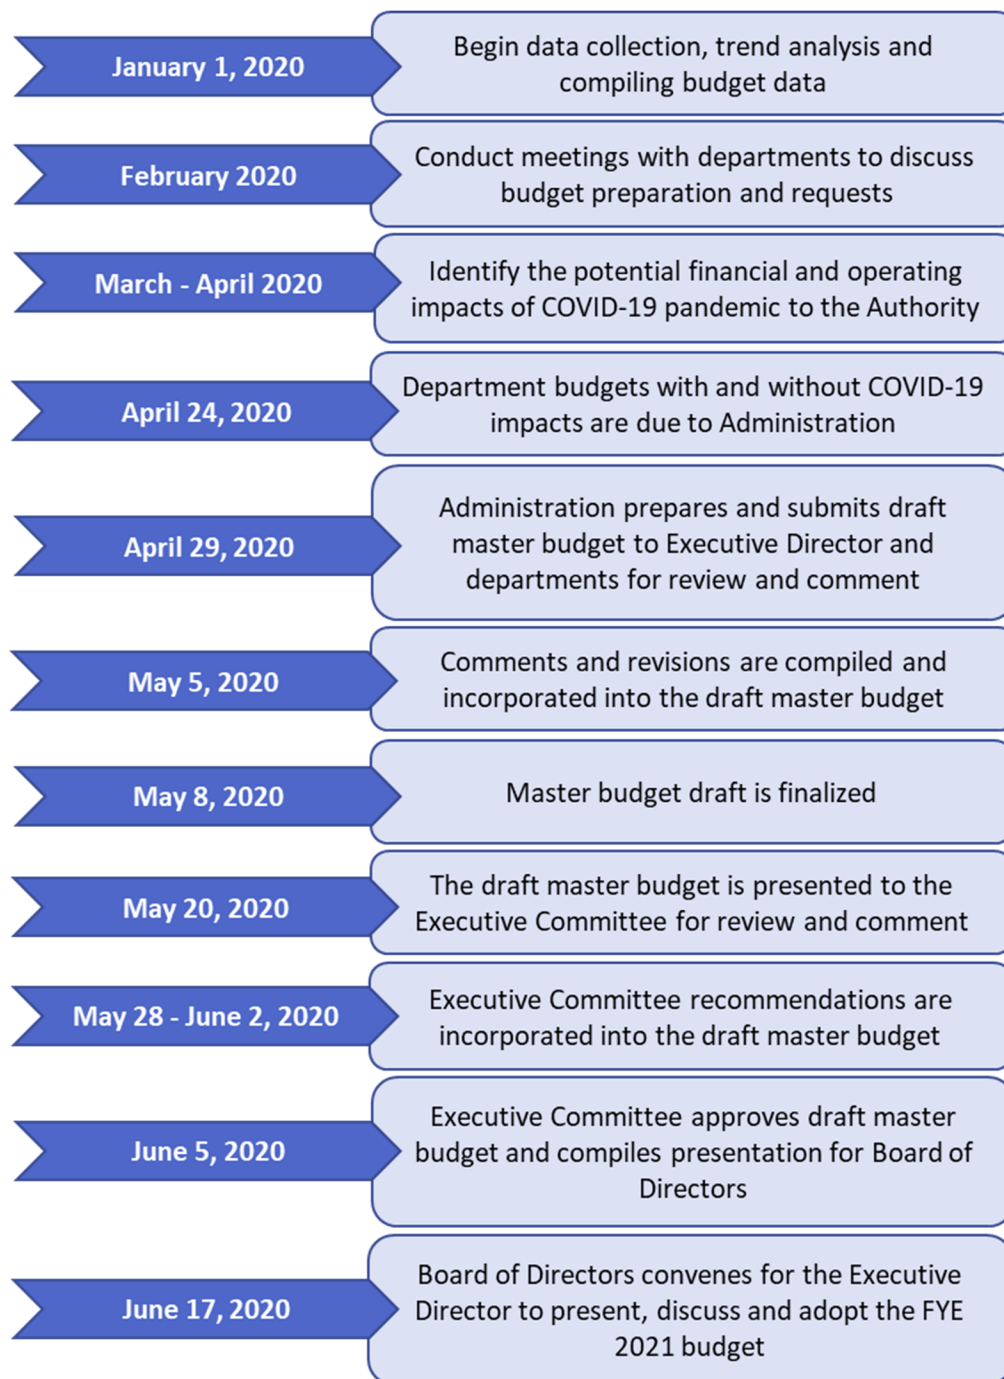 January 1, 2020
Begin data collection, trend analysis and
compiling budget data
February 2020
Conduct meetings with departments to discuss
budget preparation and requests
March - April 2020
Identify the potential financial and operating
impacts of COVID-19 pandemic to the Authority
April 24, 2020
Department budgets with and without COVID-19
impacts are due to Administration
April 29, 2020
Administration prepares and submits draft
master budget to Executive Director and
departments for review and comment
May 5, 2020
Comments and revisions are compiled and
incorporated into the draft master budget
May 8, 2020
Master budget draft is finalized
May 20, 2020
The draft master budget is presented to the
Executive Committee for review and comment
May 28 - June 2, 2020
Executive Committee recommendations are
incorporated into the draft master budget
June 5, 2020
Executive Committee approves draft master
budget and compiles presentation for Board of
Directors
June 17, 2020
Board of Directors convenes for the Executive
Director to present, discuss and adopt the FYE
2021 budget